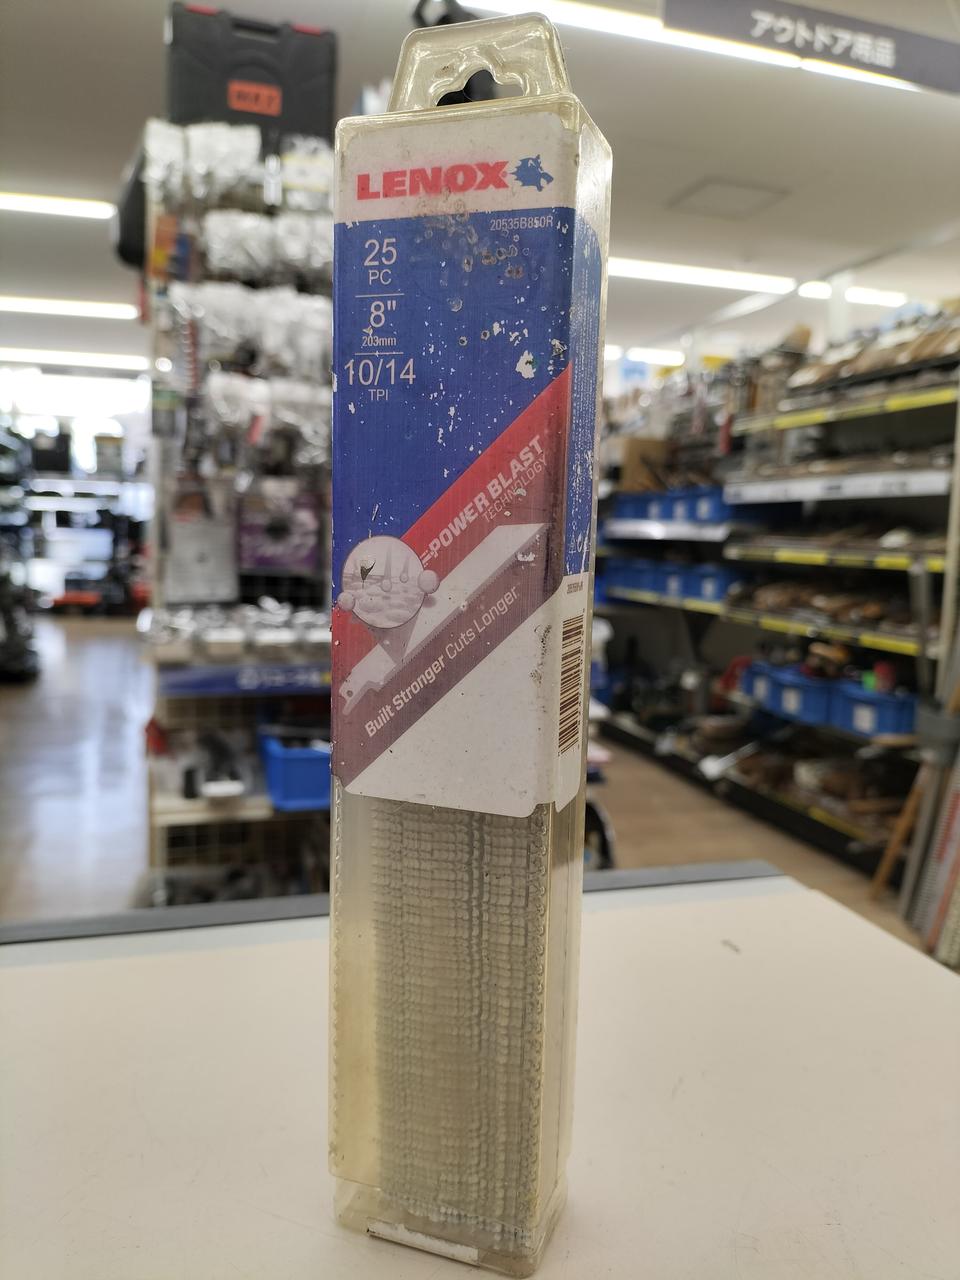 アウトドア用品
MAX
LENOX
20535B850R
25
PC
8"
203mm
10/14
TPI
POWER BLAST
TECHNOLOGY
Built Stronger Cuts Longer